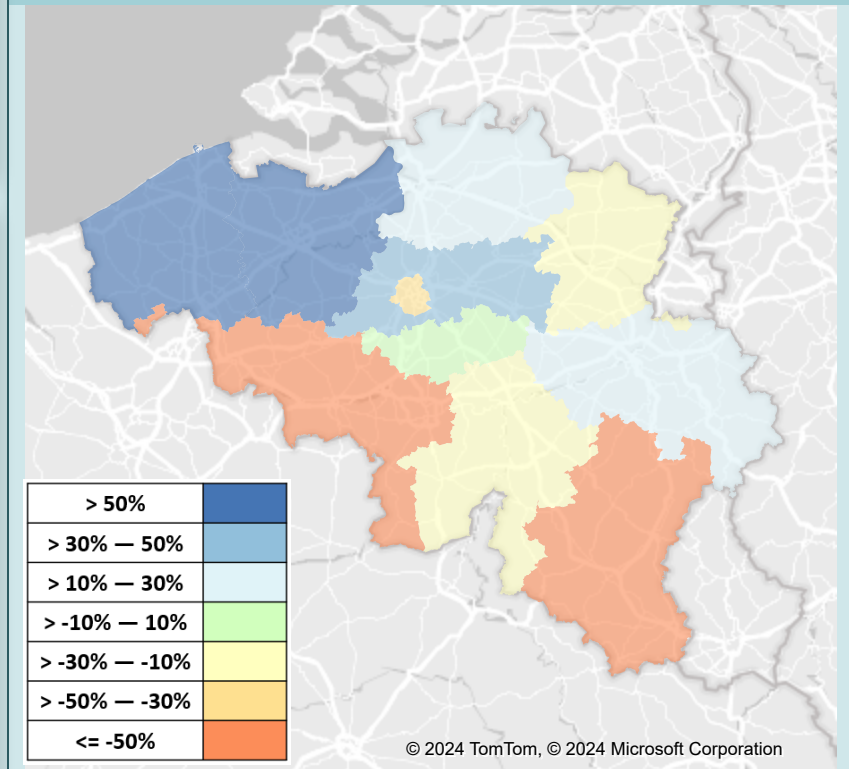 > 50%
> 30% — 50%
> 10% — 30%
> -10% — 10%
> -30% — -10%
> -50% — -30%
<= -50%
© 2024 TomTom, © 2024 Microsoft Corporation